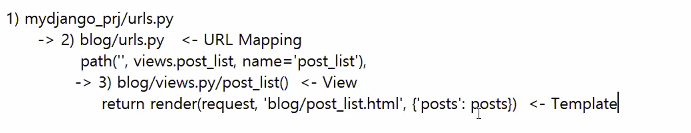 1) mydjango_prj/urls.py
-> 2) blog/urls.py <- URL Mapping
path('', views.post_list, name='post_list'),
-> 3) blog/views.py/post_list() <- View
return render(request, 'blog/post_list.html', {'posts': posts}) <- Template